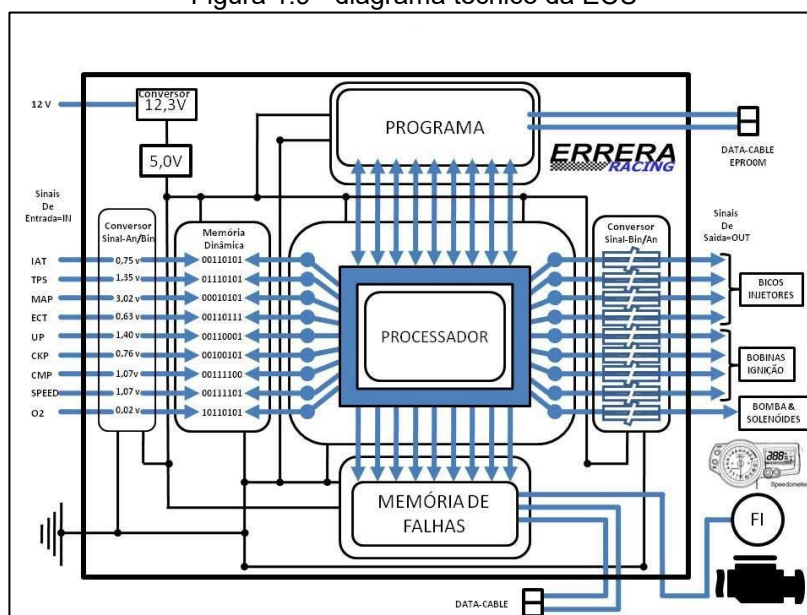 Figura 1.5 - diagrama técnico da ECU
12 V
Conversor
12,3V
5,0V
PROGRAMA
ERRERA
RACING
DATA-CABLE
EPRO0M
Sinais
De
Entrada=IN
Conversor
Sinal-An/Bin
Memória
Dinâmica
Conversor
Sinal-Bin/An
Sinais
De
Saida=OUT
IAT 0,75 v 00110101
TPS 1,35 v 01110101
MAP 3,02 v 00010101
ECT 0,63 v 00110111
UP 1,40 v 00110001
CKP 0,76 v 00100101
CMP 1,07v 00111100
SPEED 1,07 v 00111101
O2 0,02 v 10110101
PROCESSADOR
BICOS
INJETORES
BOBINAS
IGNIÇÃO
BOMBA &
SOLENÓIDES
MEMÓRIA DE
FALHAS
888:
Speedometer
FI
DATA-CABLE